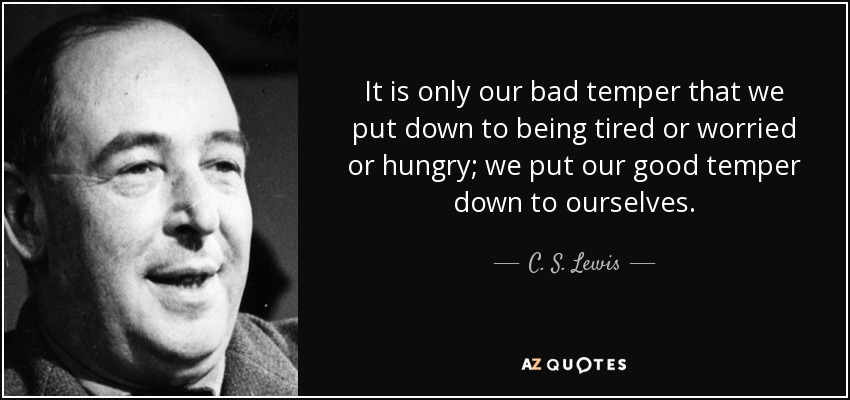 It is only our bad temper that we
put down to being tired or worried
or hungry; we put our good temper
down to ourselves.
C. S. Lewis
AZ QUOTES